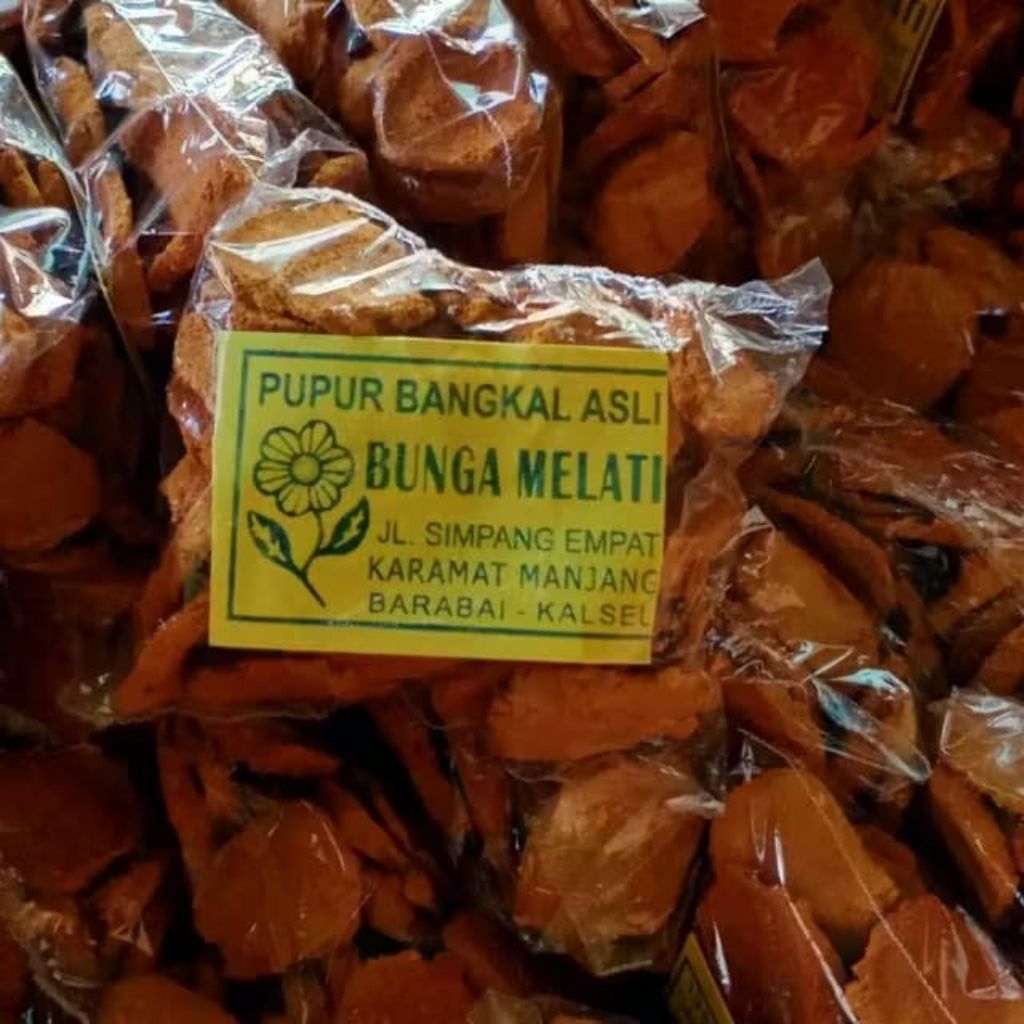 PUPUR BANGKAL ASLI
BUNGA MELATI
JL. SIMPANG EMPAT
KARAMAT MANJANG
BARABAI - KALSEL